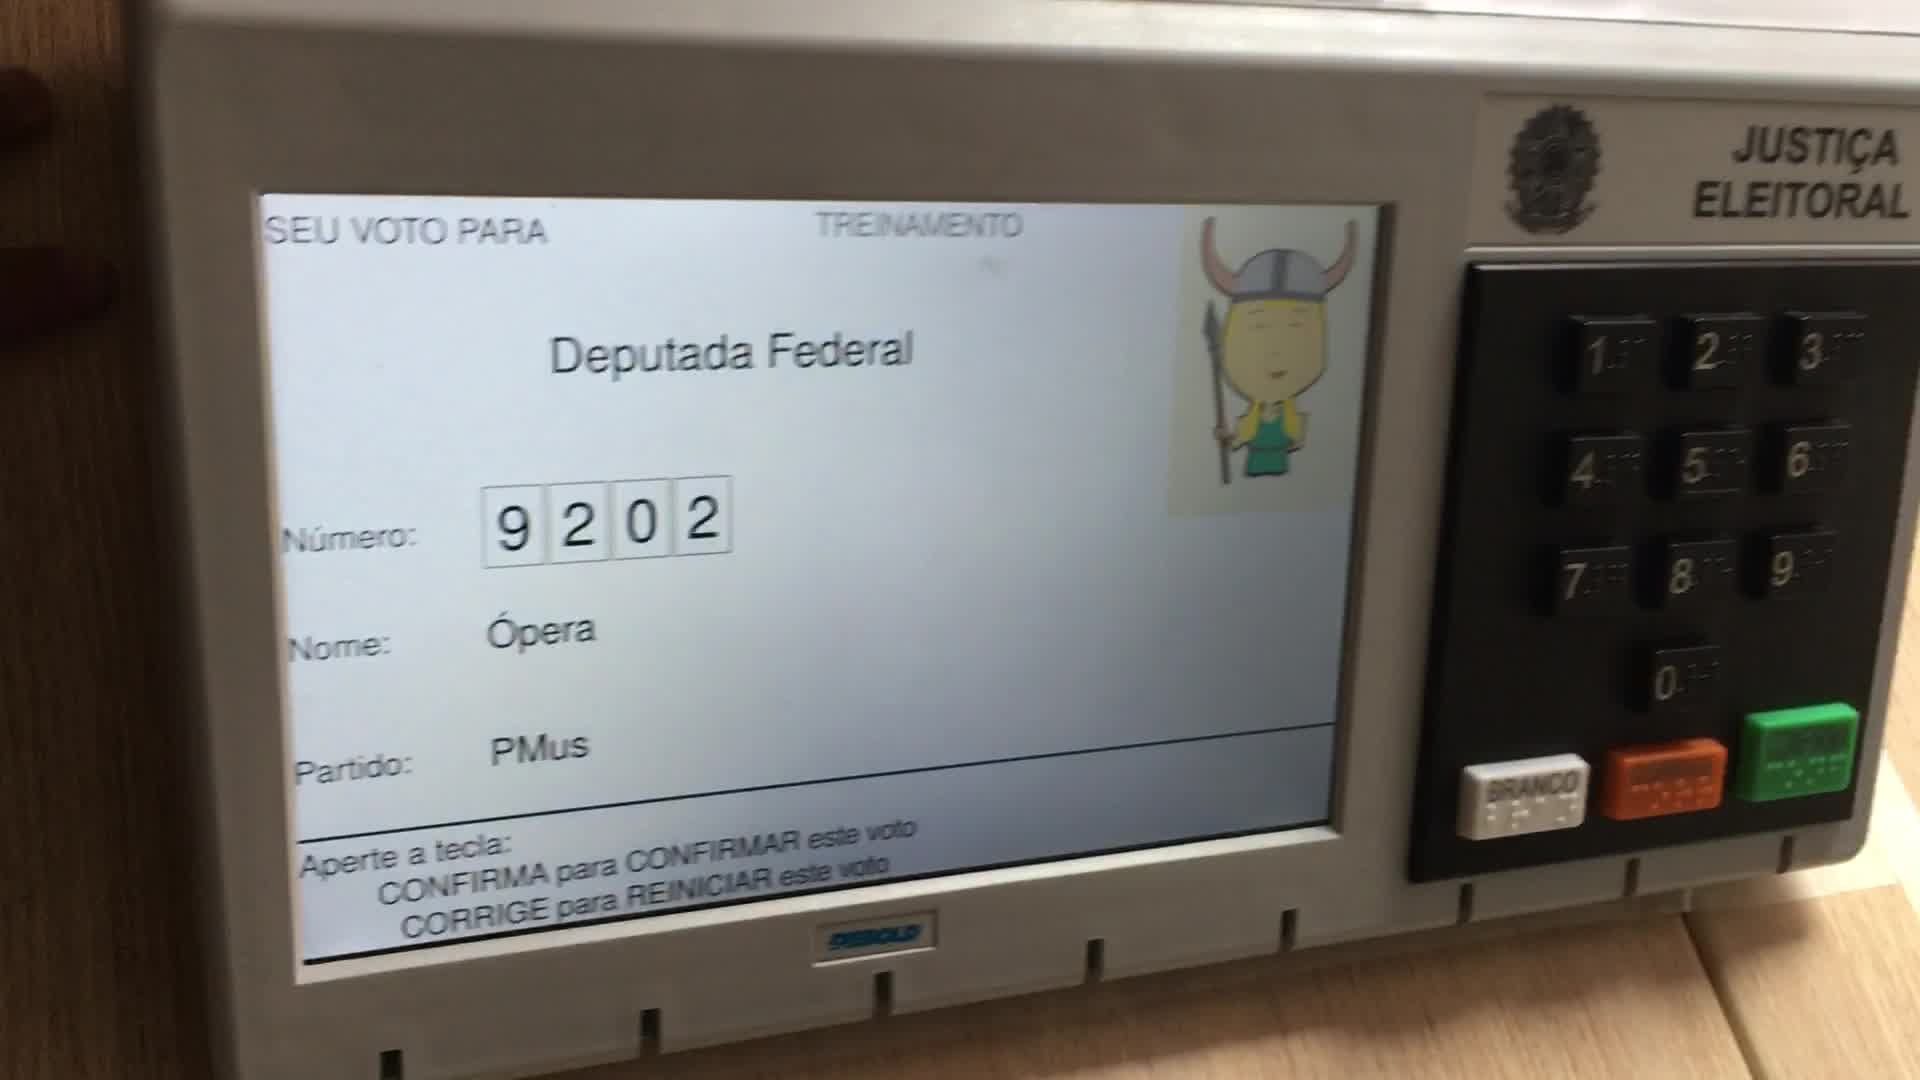 JUSTIÇA
ELEITORAL
SEU VOTO PARA
TREINAMENTO
Deputada Federal
Número: 9202
Nome: Ópera
Partido: PMus
Aperte a tecla:
CONFIRMA para CONFIRMAR este voto
CORRIGE para REINICIAR este voto
DIEBOLD
1 2 3
4 5 6
7 8 9
0
BRANCO